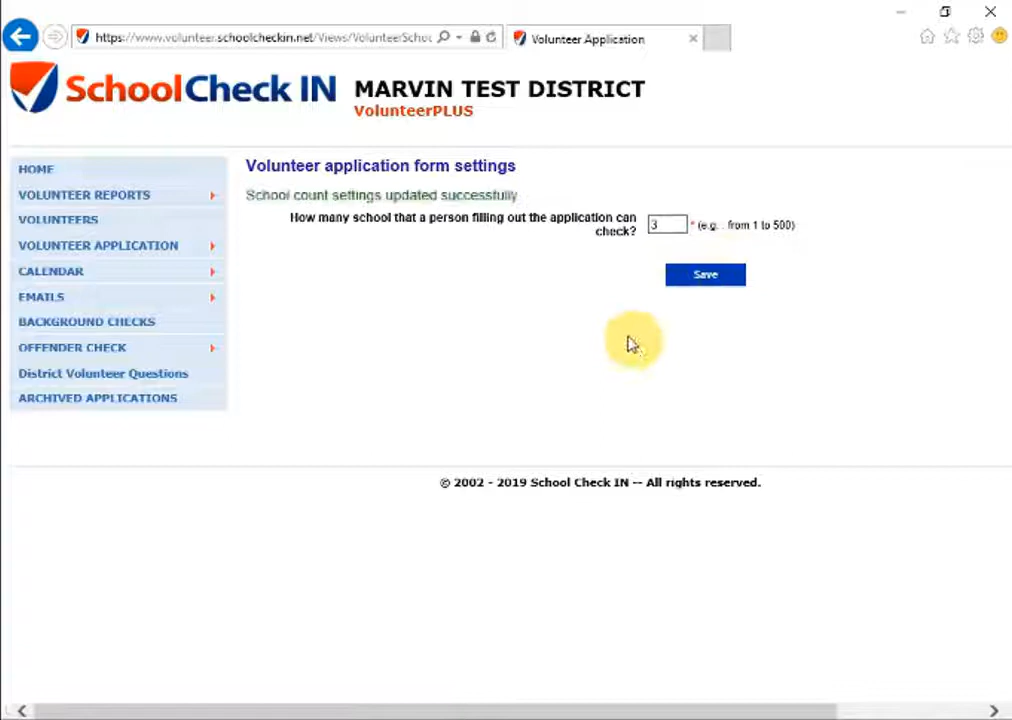 https://www.volunteer.schoolcheckin.net/Views/VolunteerSchoo
Volunteer Application
SchoolCheck IN
MARVIN TEST DISTRICT
VolunteerPLUS
HOME
VOLUNTEER REPORTS
VOLUNTEERS
VOLUNTEER APPLICATION
CALENDAR
EMAILS
BACKGROUND CHECKS
OFFENDER CHECK
District Volunteer Questions
ARCHIVED APPLICATIONS
Volunteer application form settings
School count settings updated successfully
How many school that a person filling out the application can
check?
3 * (e.g. : from 1 to 500)
Save
© 2002 - 2019 School Check IN -- All rights reserved.